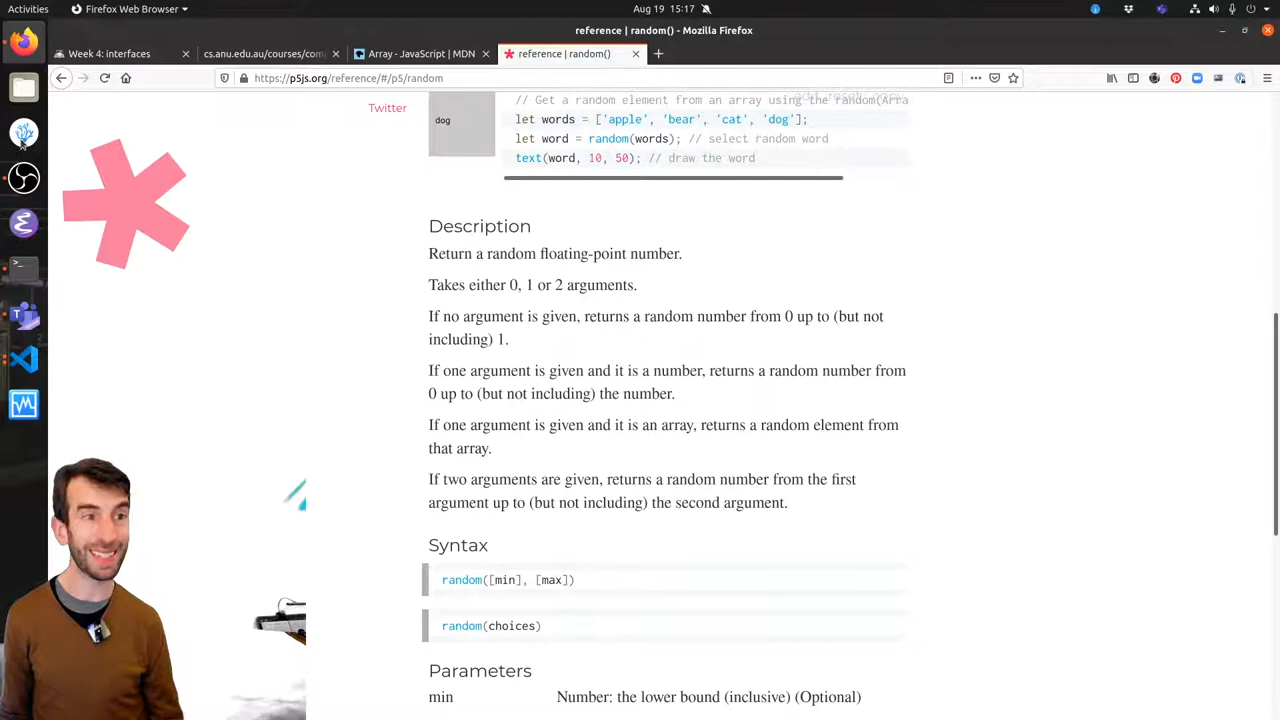 Activities
Firefox Web Browser
Aug 19 15:17
reference | random() - Mozilla Firefox
Week 4: interfaces
cs.anu.edu.au/courses/com
Array - JavaScript | MDN
reference | random()
https://p5js.org/reference/#/p5/random
Twitter
dog
// Get a random element from an array using the random(Arra
let words = ['apple', 'bear', 'cat', 'dog'];
let word = random(words); // select random word
text(word, 10, 50); // draw the word
Description
Return a random floating-point number.
Takes either 0, 1 or 2 arguments.
If no argument is given, returns a random number from 0 up to (but not
including) 1.
If one argument is given and it is a number, returns a random number from
0 up to (but not including) the number.
If one argument is given and it is an array, returns a random element from
that array.
If two arguments are given, returns a random number from the first
argument up to (but not including) the second argument.
Syntax
random([min], [max])
random(choices)
Parameters
min
Number: the lower bound (inclusive) (Optional)